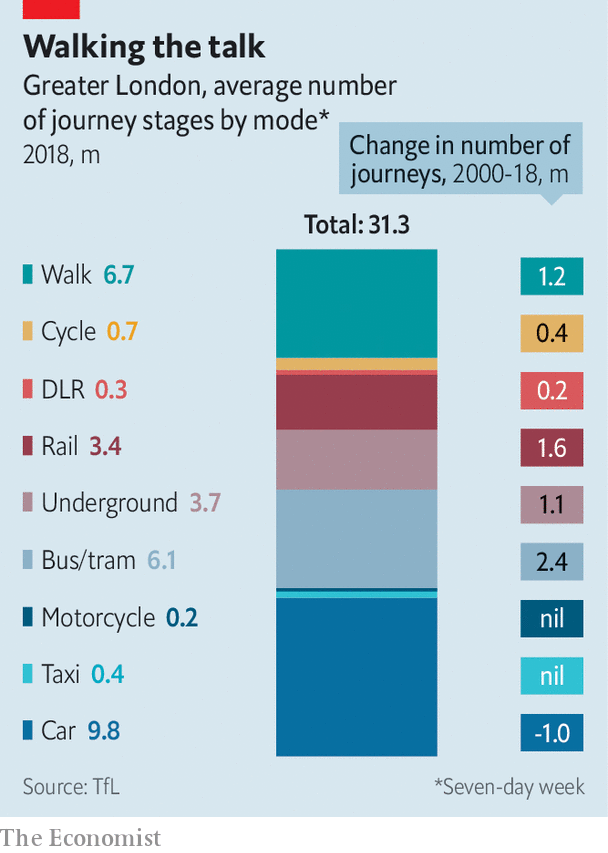 Walking the talk
Greater London, average number
of journey stages by mode*
2018, m
Change in number of
journeys, 2000-18, m
Total: 31.3
Walk 6.7 1.2
Cycle 0.7 0.4
DLR 0.3 0.2
Rail 3.4 1.6
Underground 3.7 1.1
Bus/tram 6.1 2.4
Motorcycle 0.2 nil
Taxi 0.4 nil
Car 9.8 -1.0
Source: TfL *Seven-day week
The Economist